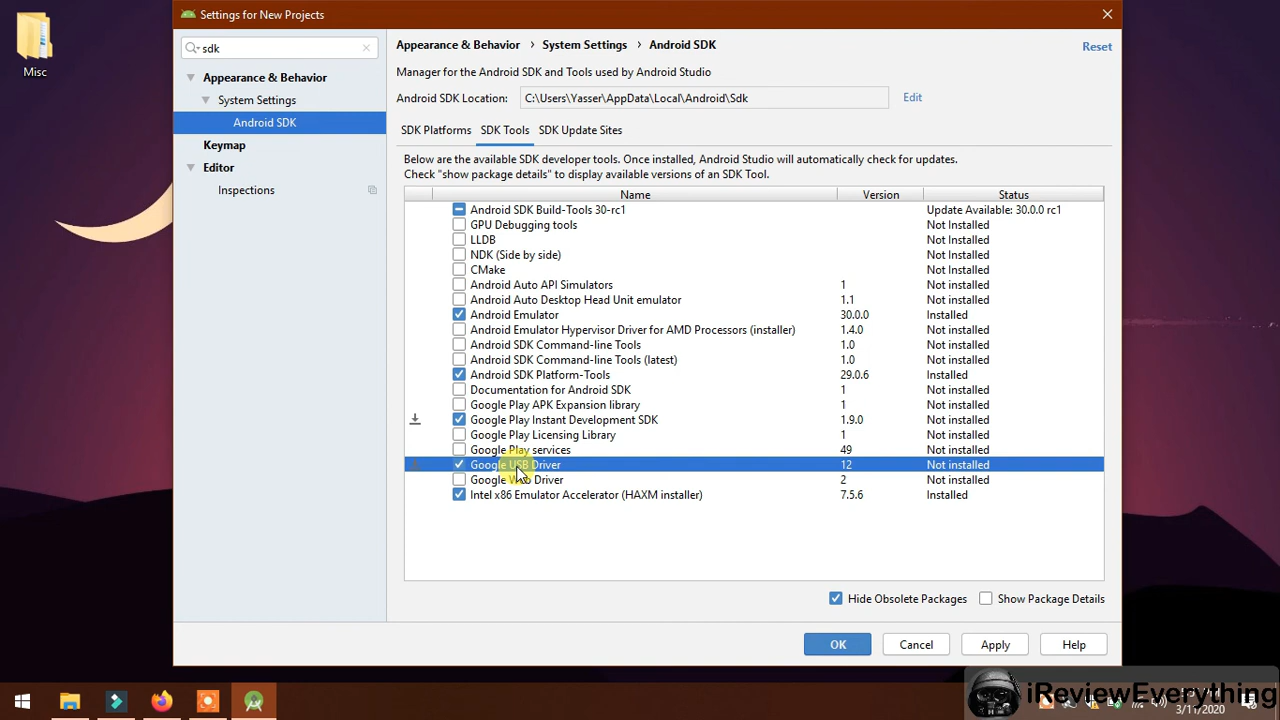 Misc
Settings for New Projects
sdk
Appearance & Behavior
System Settings
Android SDK
Keymap
Editor
Inspections
Appearance & Behavior › System Settings › Android SDK
Reset
Manager for the Android SDK and Tools used by Android Studio
Android SDK Location: C:\Users\Yasser\AppData\Local\Android\Sdk Edit
SDK Platforms SDK Tools SDK Update Sites
Below are the available SDK developer tools. Once installed, Android Studio will automatically check for updates.
Check "show package details" to display available versions of an SDK Tool.
Name Version Status
Android SDK Build-Tools 30-rc1 Update Available: 30.0.0 rc1
GPU Debugging tools Not Installed
LLDB Not Installed
NDK (Side by side) Not Installed
CMake Not Installed
Android Auto API Simulators 1 Not installed
Android Auto Desktop Head Unit emulator 1.1 Not installed
Android Emulator 30.0.0 Installed
Android Emulator Hypervisor Driver for AMD Processors (installer) 1.4.0 Not installed
Android SDK Command-line Tools 1.0 Not installed
Android SDK Command-line Tools (latest) 1.0 Not installed
Android SDK Platform-Tools 29.0.6 Installed
Documentation for Android SDK 1 Not installed
Google Play APK Expansion library 1 Not installed
Google Play Instant Development SDK 1.9.0 Not installed
Google Play Licensing Library 1 Not installed
Google Play services 49 Not installed
Google USB Driver 12 Not installed
Google Web Driver 2 Not installed
Intel x86 Emulator Accelerator (HAXM installer) 7.5.6 Installed
Hide Obsolete Packages Show Package Details
OK Cancel Apply Help
iReviewEverything
3/11/2020